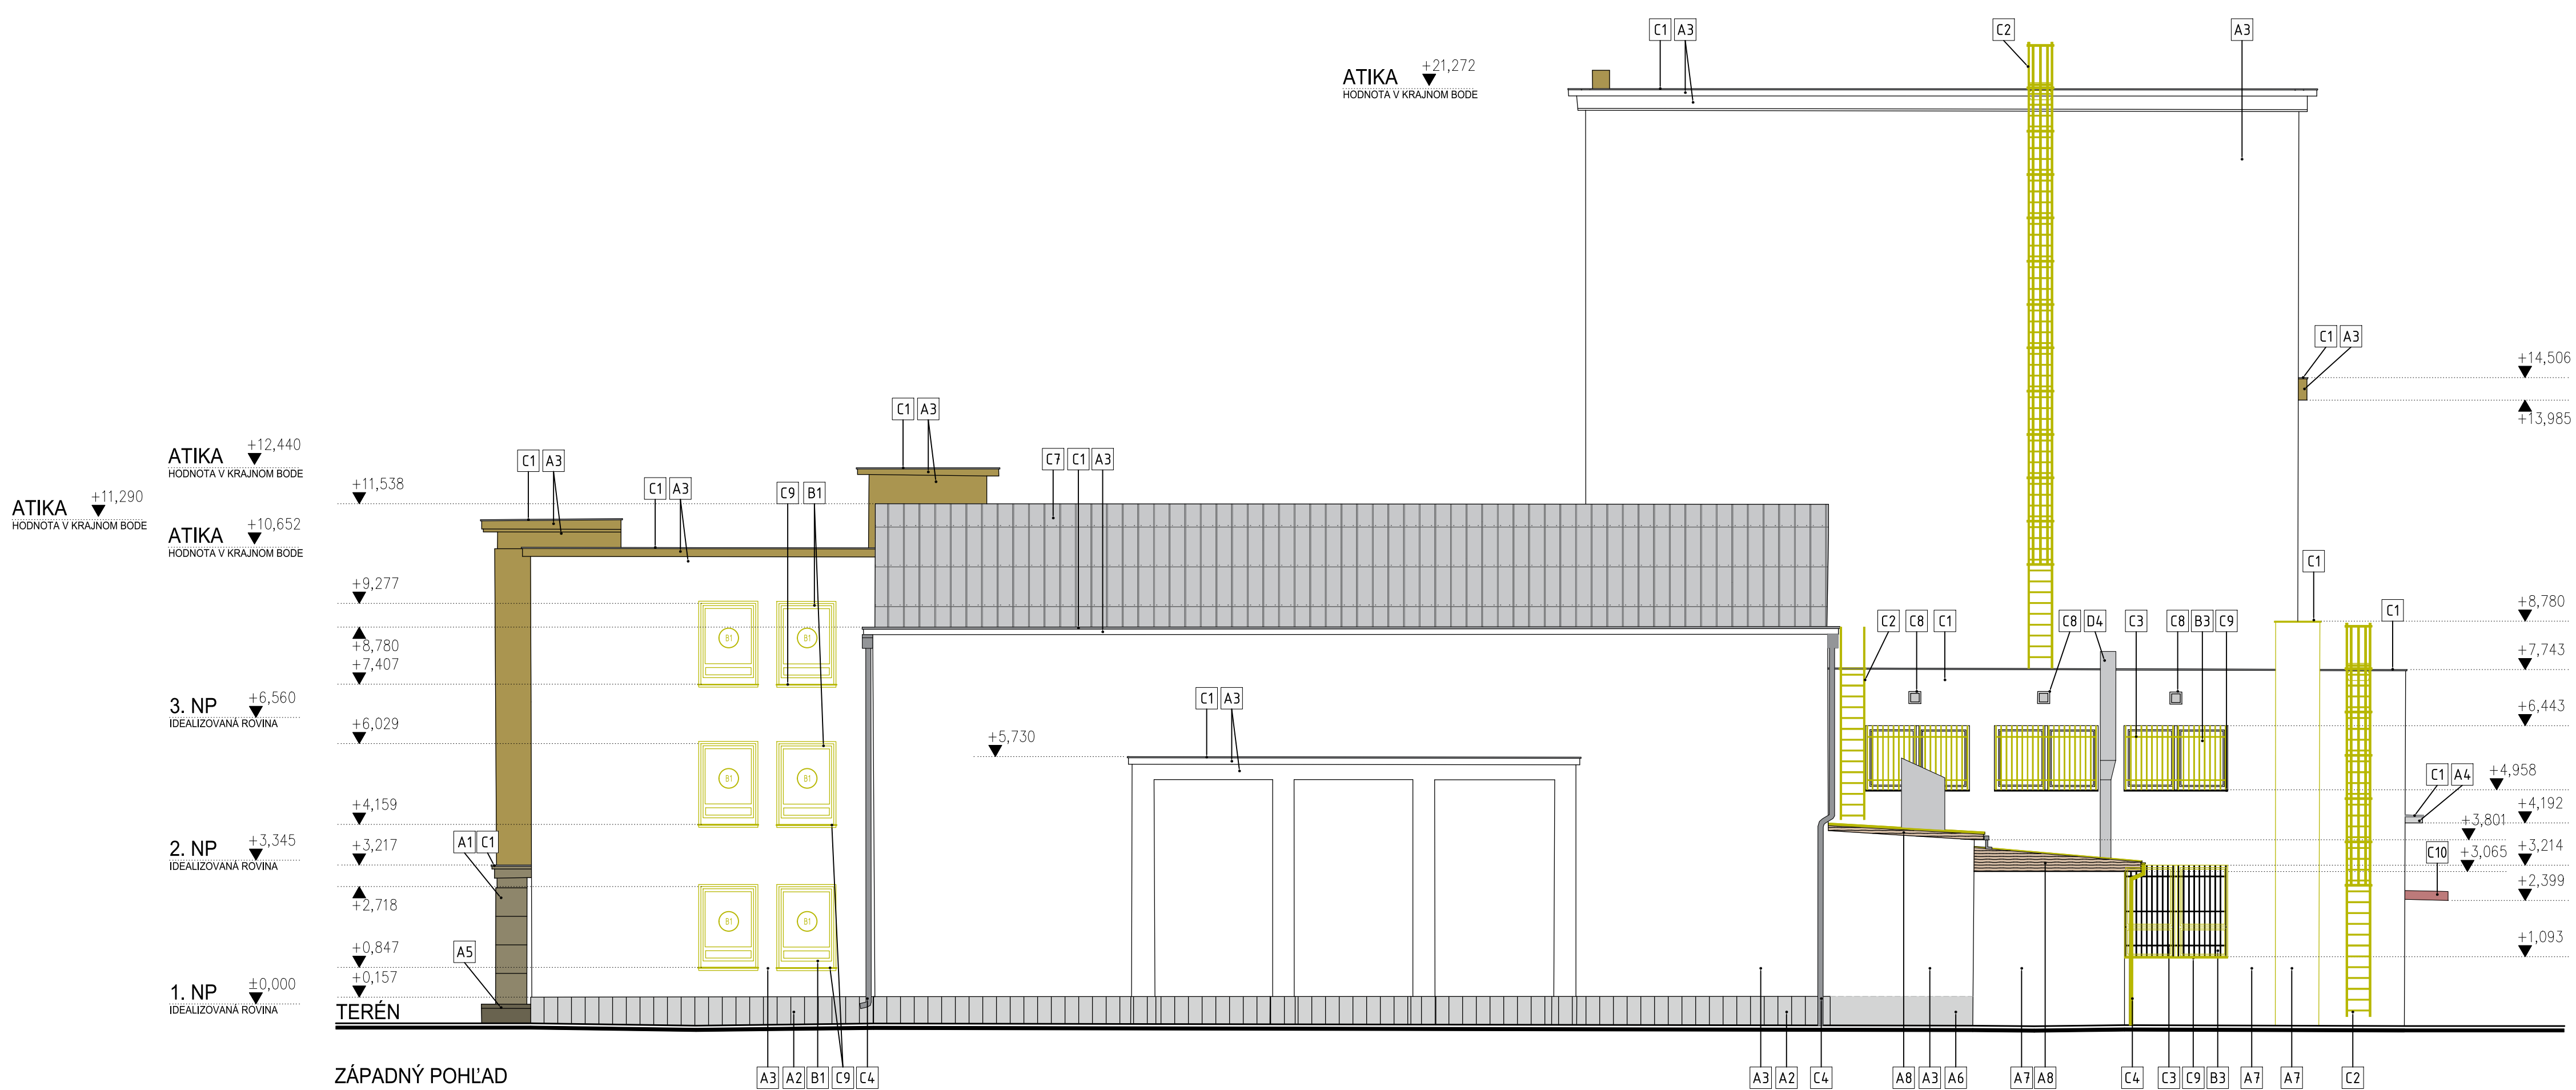 C1 A3
C2
A3
ATIKA +21,272
HODNOTA V KRAJNOM BODE
C1 A3
+14,506
+13,985
C1 A3
ATIKA +12,440
HODNOTA V KRAJNOM BODE
C1 A3
C7 C1 A3
+11,538
C1 A3
C9 B1
ATIKA +11,290
HODNOTA V KRAJNOM BODE
ATIKA +10,652
HODNOTA V KRAJNOM BODE
C1
+9,277
+8,780
C1
C2 C8 C1 C8 D4 C3 C8 B3 C9
B1 B1
+8,780
+7,407
+7,743
3. NP +6,560
IDEALIZOVANÁ ROVINA
C1 A3
+6,443
+6,029
+5,730
B1 B1
C1 A4 +4,958
+4,159
+4,192
+3,801
2. NP +3,345
IDEALIZOVANÁ ROVINA
A1 C1
+3,217
+3,214
+3,065
C10
+2,399
+2,718
B1 B1
+0,847
A5
+1,093
+0,157
1. NP ±0,000
IDEALIZOVANÁ ROVINA
TERÉN
ZÁPADNÝ POHĽAD
A3 A2 B1 C9 C4
A3 A2 C4
A8 A3 A6
A7 A8
C4 C3 C9 B3 A7 A7
C2